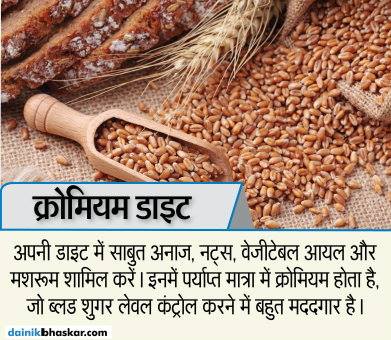 क्रोमियम डाइट
अपनी डाइट में साबुत अनाज, नट्स, वेजीटेबल आयल और
मशरूम शामिल करें। इनमें पर्याप्त मात्रा में क्रोमियम होता है,
जो ब्लड शुगर लेवल कंट्रोल करने में बहुत मददगार है।
dainikbhaskar.com